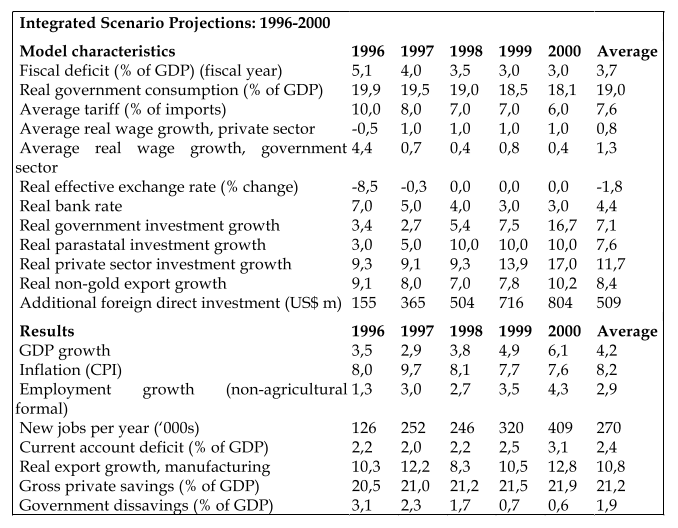 Integrated Scenario Projections: 1996-2000
Model characteristics 1996 1997 1998 1999 2000 Average
Fiscal deficit (% of GDP) (fiscal year) 5,1 4,0 3,5 3,0 3,0 3,7
Real government consumption (% of GDP) 19,9 19,5 19,0 18,5 18,1 19,0
Average tariff (% of imports) 10,0 8,0 7,0 7,0 6,0 7,6
Average real wage growth, private sector -0,5 1,0 1,0 1,0 1,0 0,8
Average real wage growth, government 4,4 0,7 0,4 0,8 0,4 1,3
sector
Real effective exchange rate (% change) -8,5 -0,3 0,0 0,0 0,0 -1,8
Real bank rate 7,0 5,0 4,0 3,0 3,0 4,4
Real government investment growth 3,4 2,7 5,4 7,5 16,7 7,1
Real parastatal investment growth 3,0 5,0 10,0 10,0 10,0 7,6
Real private sector investment growth 9,3 9,1 9,3 13,9 17,0 11,7
Real non-gold export growth 9,1 8,0 7,0 7,8 10,2 8,4
Additional foreign direct investment (US$ m) 155 365 504 716 804 509
Results 1996 1997 1998 1999 2000 Average
GDP growth 3,5 2,9 3,8 4,9 6,1 4,2
Inflation (CPI) 8,0 9,7 8,1 7,7 7,6 8,2
Employment growth (non-agricultural 1,3 3,0 2,7 3,5 4,3 2,9
formal)
New jobs per year (‘000s) 126 252 246 320 409 270
Current account deficit (% of GDP) 2,2 2,0 2,2 2,5 3,1 2,4
Real export growth, manufacturing 10,3 12,2 8,3 10,5 12,8 10,8
Gross private savings (% of GDP) 20,5 21,0 21,2 21,5 21,9 21,2
Government dissavings (% of GDP) 3,1 2,3 1,7 0,7 0,6 1,9